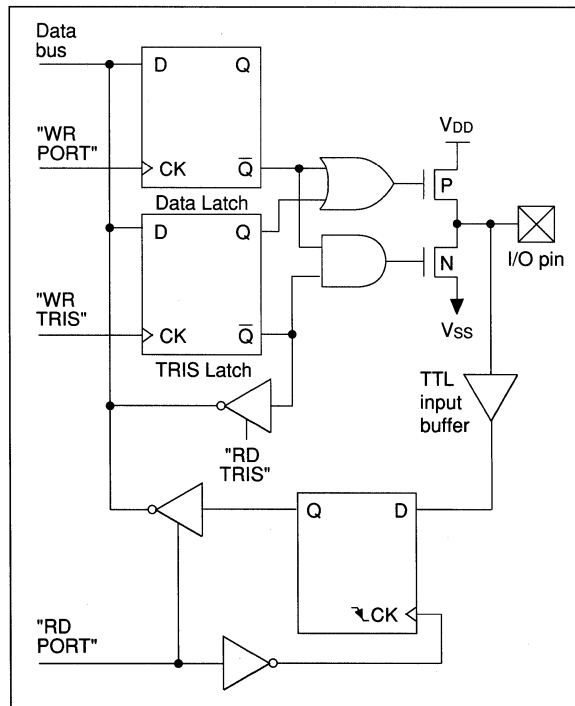 Data
bus
D
Q
"WR
PORT"
CK
Q̅
Data Latch
VDD
P
D
Q
N
I/O pin
"WR
TRIS"
CK
Q̅
VSS
TRIS Latch
TTL
input
buffer
"RD
TRIS"
Q
D
CK
"RD
PORT"